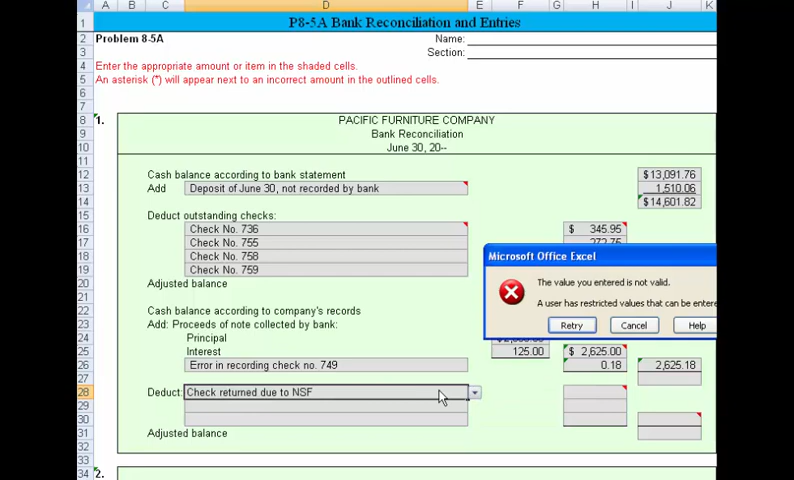 A B C D E F G H I J K
1 P8-5A Bank Reconciliation and Entries
2 Problem 8-5A Name:
3 Section:
4 Enter the appropriate amount or item in the shaded cells.
5 An asterisk (*) will appear next to an incorrect amount in the outlined cells.
6
7
8 1. PACIFIC FURNITURE COMPANY
9 Bank Reconciliation
10 June 30, 20--
11
12 Cash balance according to bank statement $13,091.76
13 Add Deposit of June 30, not recorded by bank 1,510.06
14 $14,601.82
15 Deduct outstanding checks:
16 Check No. 736 $ 345.95
17 Check No. 755 272.75
18 Check No. 758
19 Check No. 759
20 Adjusted balance
21
22 Cash balance according to company's records
23 Add: Proceeds of note collected by bank:
24 Principal
25 Interest 125.00 $ 2,625.00
26 Error in recording check no. 749 0.18 2,625.18
27
28 Deduct: Check returned due to NSF
29
30
31 Adjusted balance
32
33
34 2.
Microsoft Office Excel
The value you entered is not valid.
A user has restricted values that can be entere
Retry Cancel Help